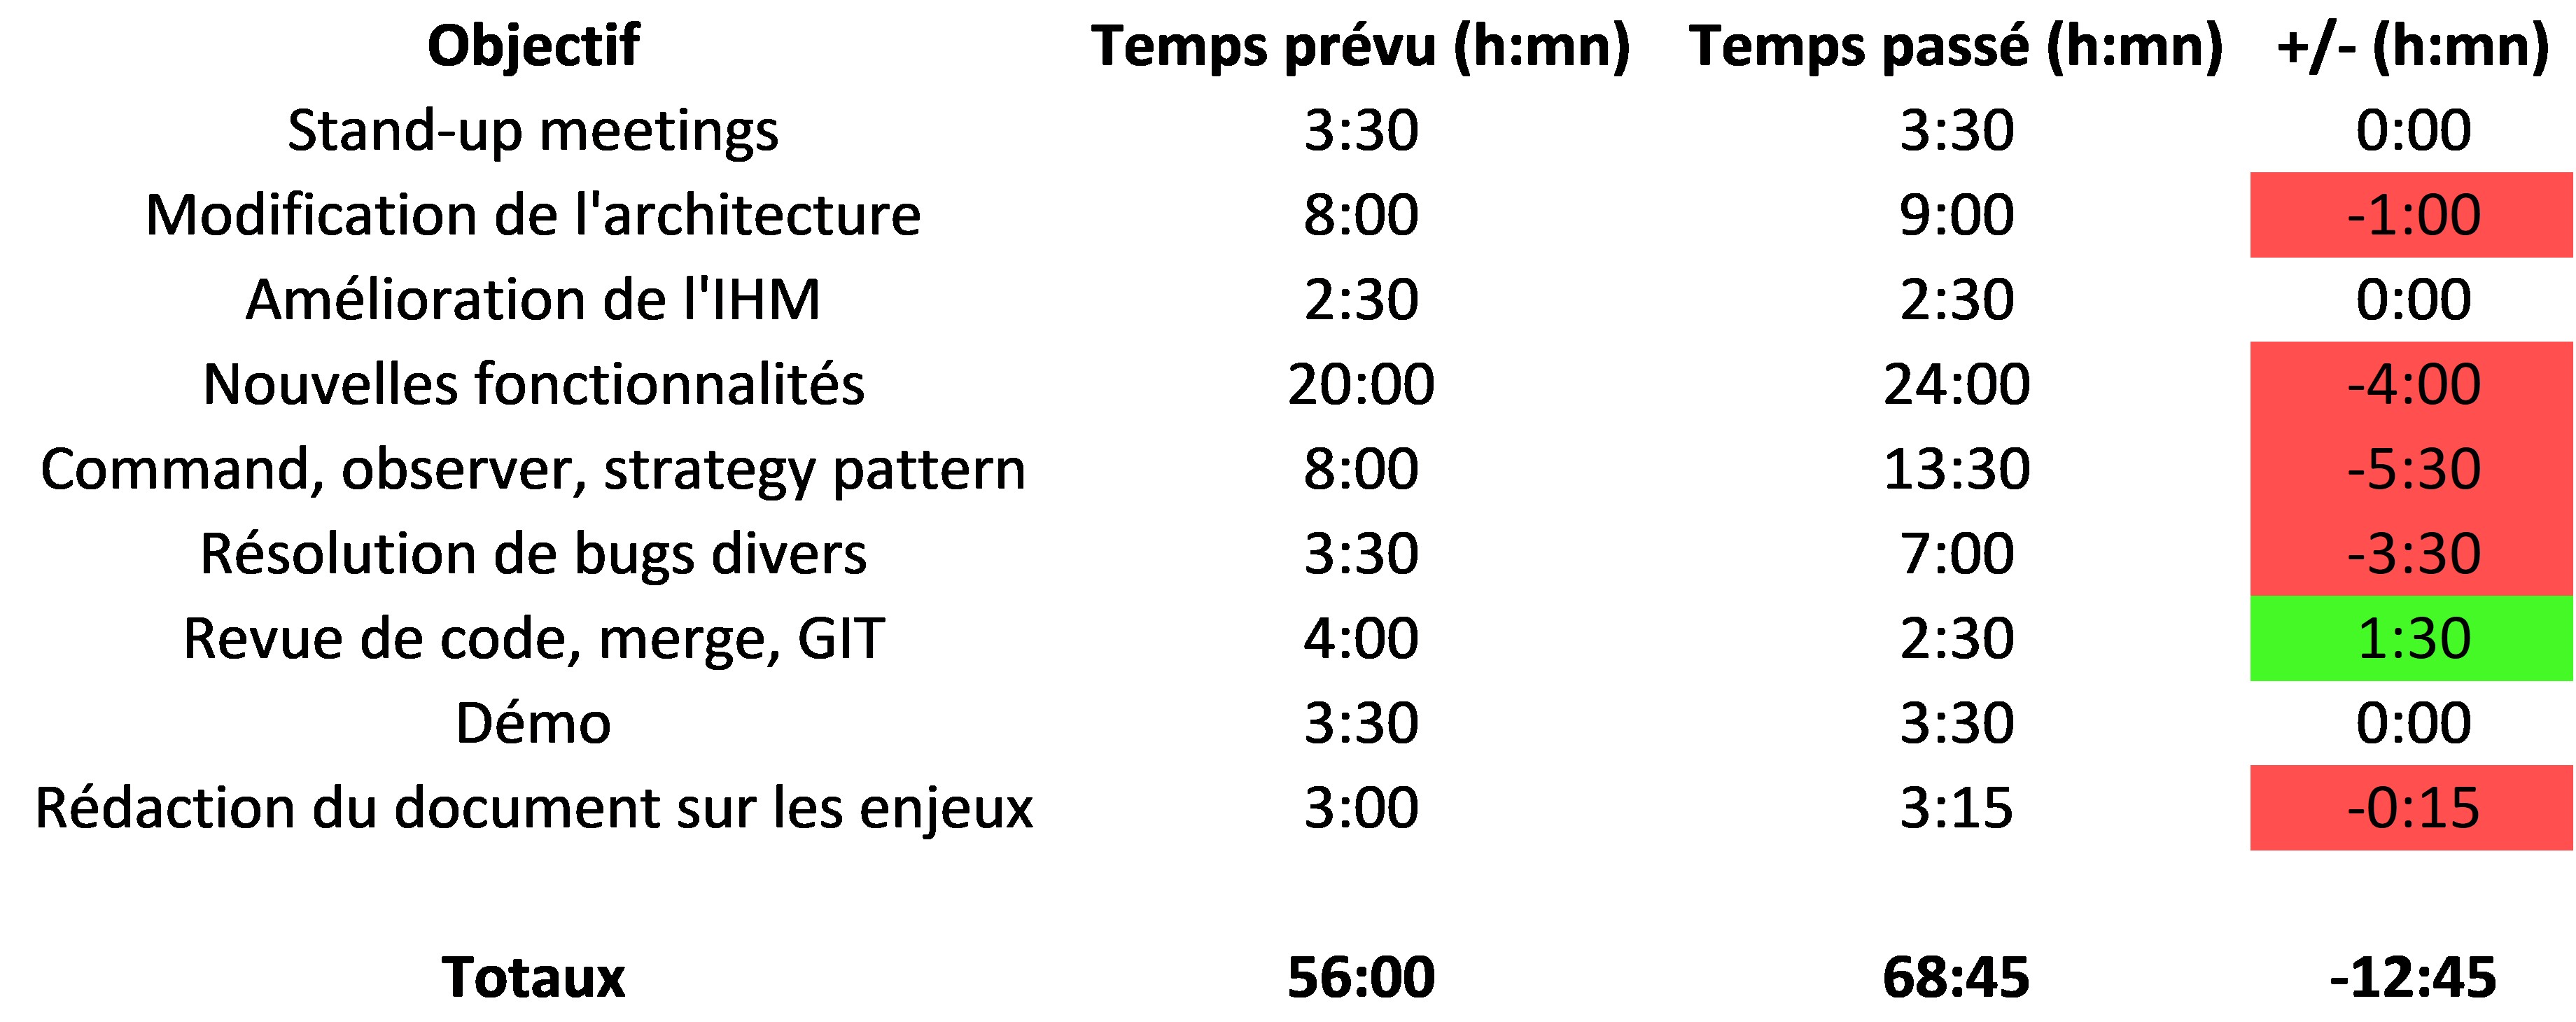 Objectif Temps prévu (h:mn) Temps passé (h:mn) +/- (h:mn)
Stand-up meetings 3:30 3:30 0:00
Modification de l'architecture 8:00 9:00 -1:00
Amélioration de l'IHM 2:30 2:30 0:00
Nouvelles fonctionnalités 20:00 24:00 -4:00
Command, observer, strategy pattern 8:00 13:30 -5:30
Résolution de bugs divers 3:30 7:00 -3:30
Revue de code, merge, GIT 4:00 2:30 1:30
Démo 3:30 3:30 0:00
Rédaction du document sur les enjeux 3:00 3:15 -0:15
Totaux 56:00 68:45 -12:45